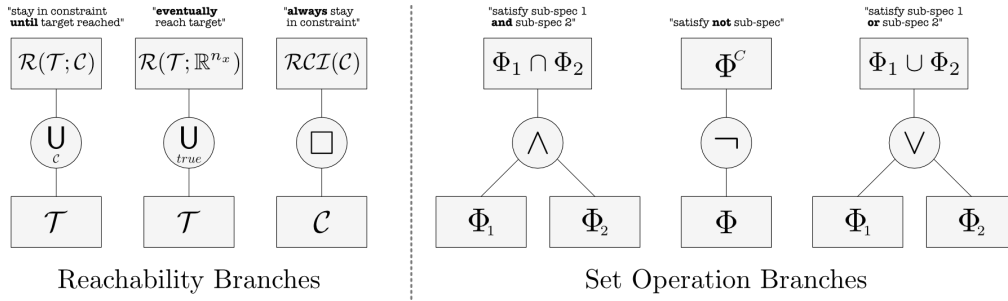 "stay in constraint
until target reached"
"eventually
reach target"
"always stay
in constraint"
"satisfy sub-spec 1
and sub-spec 2"
"satisfy not sub-spec"
"satisfy sub-spec 1
or sub-spec 2"
ℛ(𝒯; 𝒞)
ℛ(𝒯; ℝⁿˣ)
ℛ𝒞ℐ(𝒞)
Φ₁ ∩ Φ₂
Φ^C
Φ₁ ∪ Φ₂
U
𝒞
U
true
□
∧
¬
∨
𝒯
𝒯
𝒞
Φ₁
Φ₂
Φ
Φ₁
Φ₂
Reachability Branches
Set Operation Branches